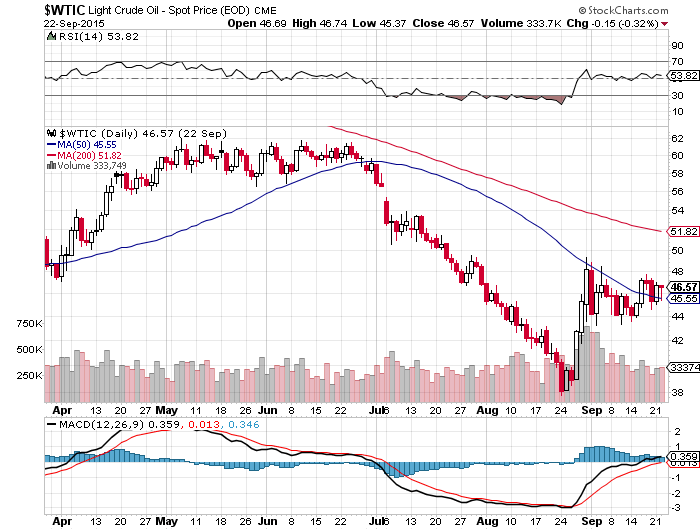 $WTIC Light Crude Oil - Spot Price (EOD) CME © StockCharts.com
22-Sep-2015 Open 46.69 High 46.74 Low 45.37 Close 46.57 Volume 333.7K Chg -0.15 (-0.32%)
RSI(14) 53.82
90
70
53.82
30
10
$WTIC (Daily) 46.57 (22 Sep)
MA(50) 45.55
MA(200) 51.82
Volume 333,749
62
60
58
56
54
51.82
50
48
46.57
45.55
44
42
38
750K
500K
250K
33374
Apr 13 20 27 May 11 18 26 Jun 8 15 22 Jul 6 13 20 27 Aug 10 17 24 Sep 8 14 21
MACD(12,26,9) 0.359, 0.013, 0.346
2
1
0.359
0.013
-1
-2
-3
Apr 13 20 27 May 11 18 26 Jun 8 15 22 Jul 6 13 20 27 Aug 10 17 24 Sep 8 14 21